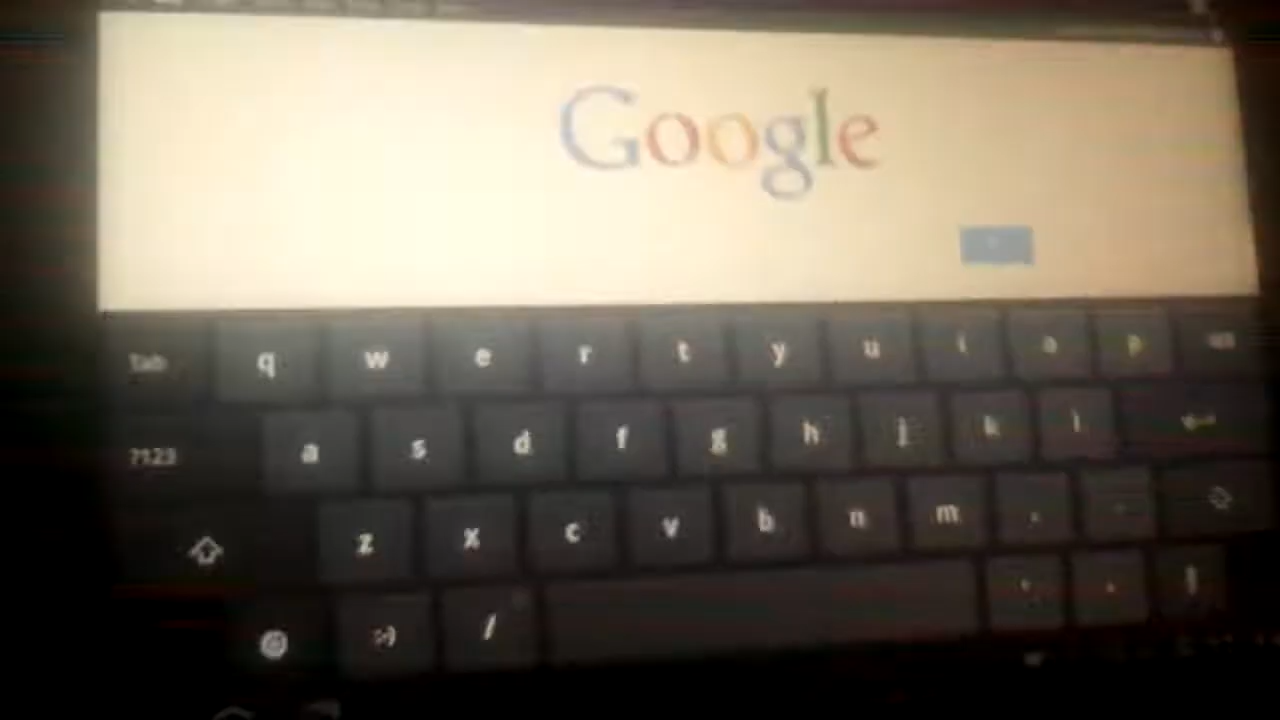 Google
Tab q w e r t y u i o p
?123 a s d f g h j k l
z x c v b n m
@ :-) /